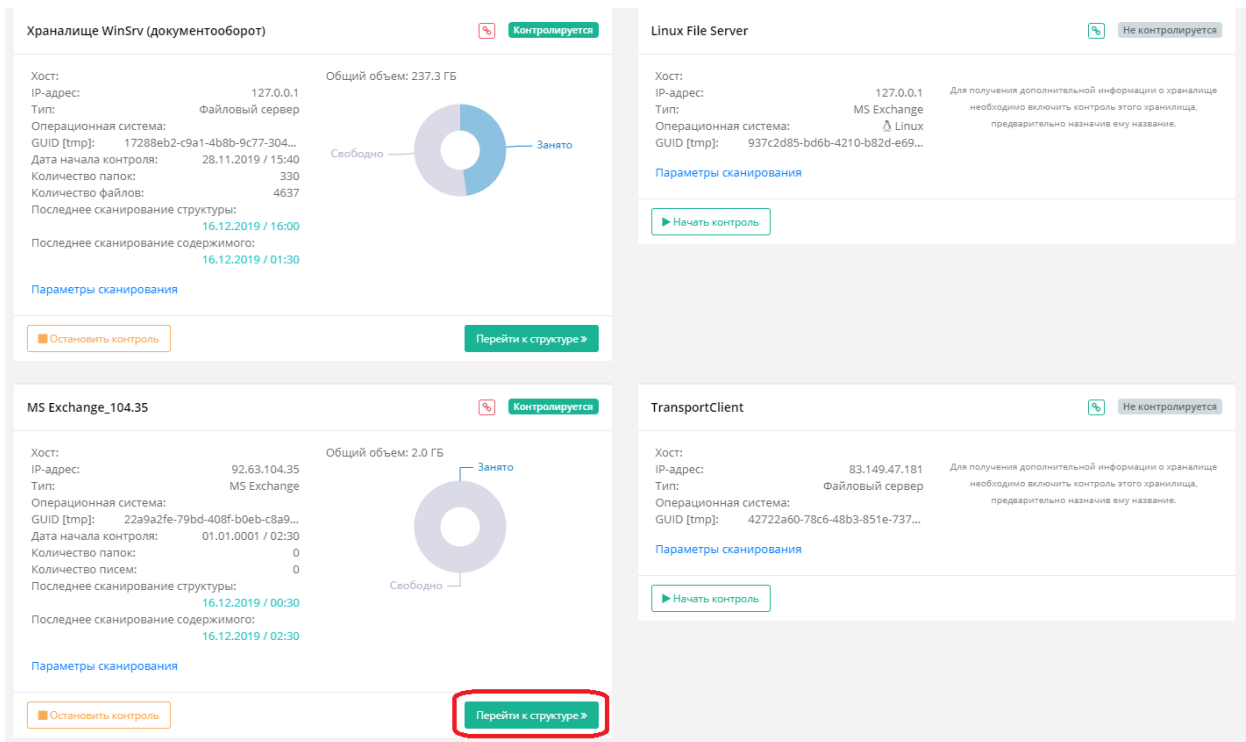 Храналище WinSrv (документооборот)
Контролируется
Хост:
IP-адрес: 127.0.0.1
Тип: Файловый сервер
Операционная система:
GUID [tmp]: 17288eb2-c9a1-4b8b-9c77-304...
Дата начала контроля: 28.11.2019 / 15:40
Количество папок: 330
Количество файлов: 4637
Последнее сканирование структуры:
16.12.2019 / 16:00
Последнее сканирование содержимого:
16.12.2019 / 01:30
Параметры сканирования
Общий объем: 237.3 ГБ
Свободно
Занято
Остановить контроль
Перейти к структуре »
Linux File Server
Не контролируется
Хост:
IP-адрес: 127.0.0.1
Тип: MS Exchange
Операционная система: Linux
GUID [tmp]: 937c2d85-bd6b-4210-b82d-e69...
Параметры сканирования
Для получения дополнительной информации о храналище
необходимо включить контроль этого хранилища,
предварительно назначив ему название.
Начать контроль
MS Exchange_104.35
Контролируется
Хост:
IP-адрес: 92.63.104.35
Тип: MS Exchange
Операционная система:
GUID [tmp]: 22a9a2fe-79bd-408f-b0eb-c8a9...
Дата начала контроля: 01.01.0001 / 02:30
Количество папок: 0
Количество писем: 0
Последнее сканирование структуры:
16.12.2019 / 00:30
Последнее сканирование содержимого:
16.12.2019 / 02:30
Параметры сканирования
Общий объем: 2.0 ГБ
Занято
Свободно
Остановить контроль
Перейти к структуре »
TransportClient
Не контролируется
Хост:
IP-адрес: 83.149.47.181
Тип: Файловый сервер
Операционная система:
GUID [tmp]: 42722a60-78c6-48b3-851e-737...
Параметры сканирования
Для получения дополнительной информации о храналище
необходимо включить контроль этого хранилища,
предварительно назначив ему название.
Начать контроль